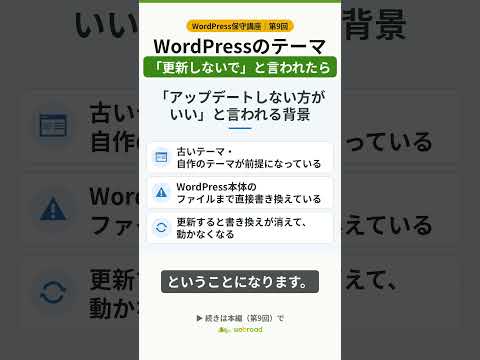 WordPress保守講座｜第9回
WordPressのテーマ
「更新しないで」と言われたら
「アップデートしない方が
いい」と言われる背景
古いテーマ・
自作のテーマが前提になっている
WordPress本体の
ファイルまで直接書き換えている
更新すると書き換えが消えて、
動かなくなる
ということになります。
▶ 続きは本編（第9回）で
webroad